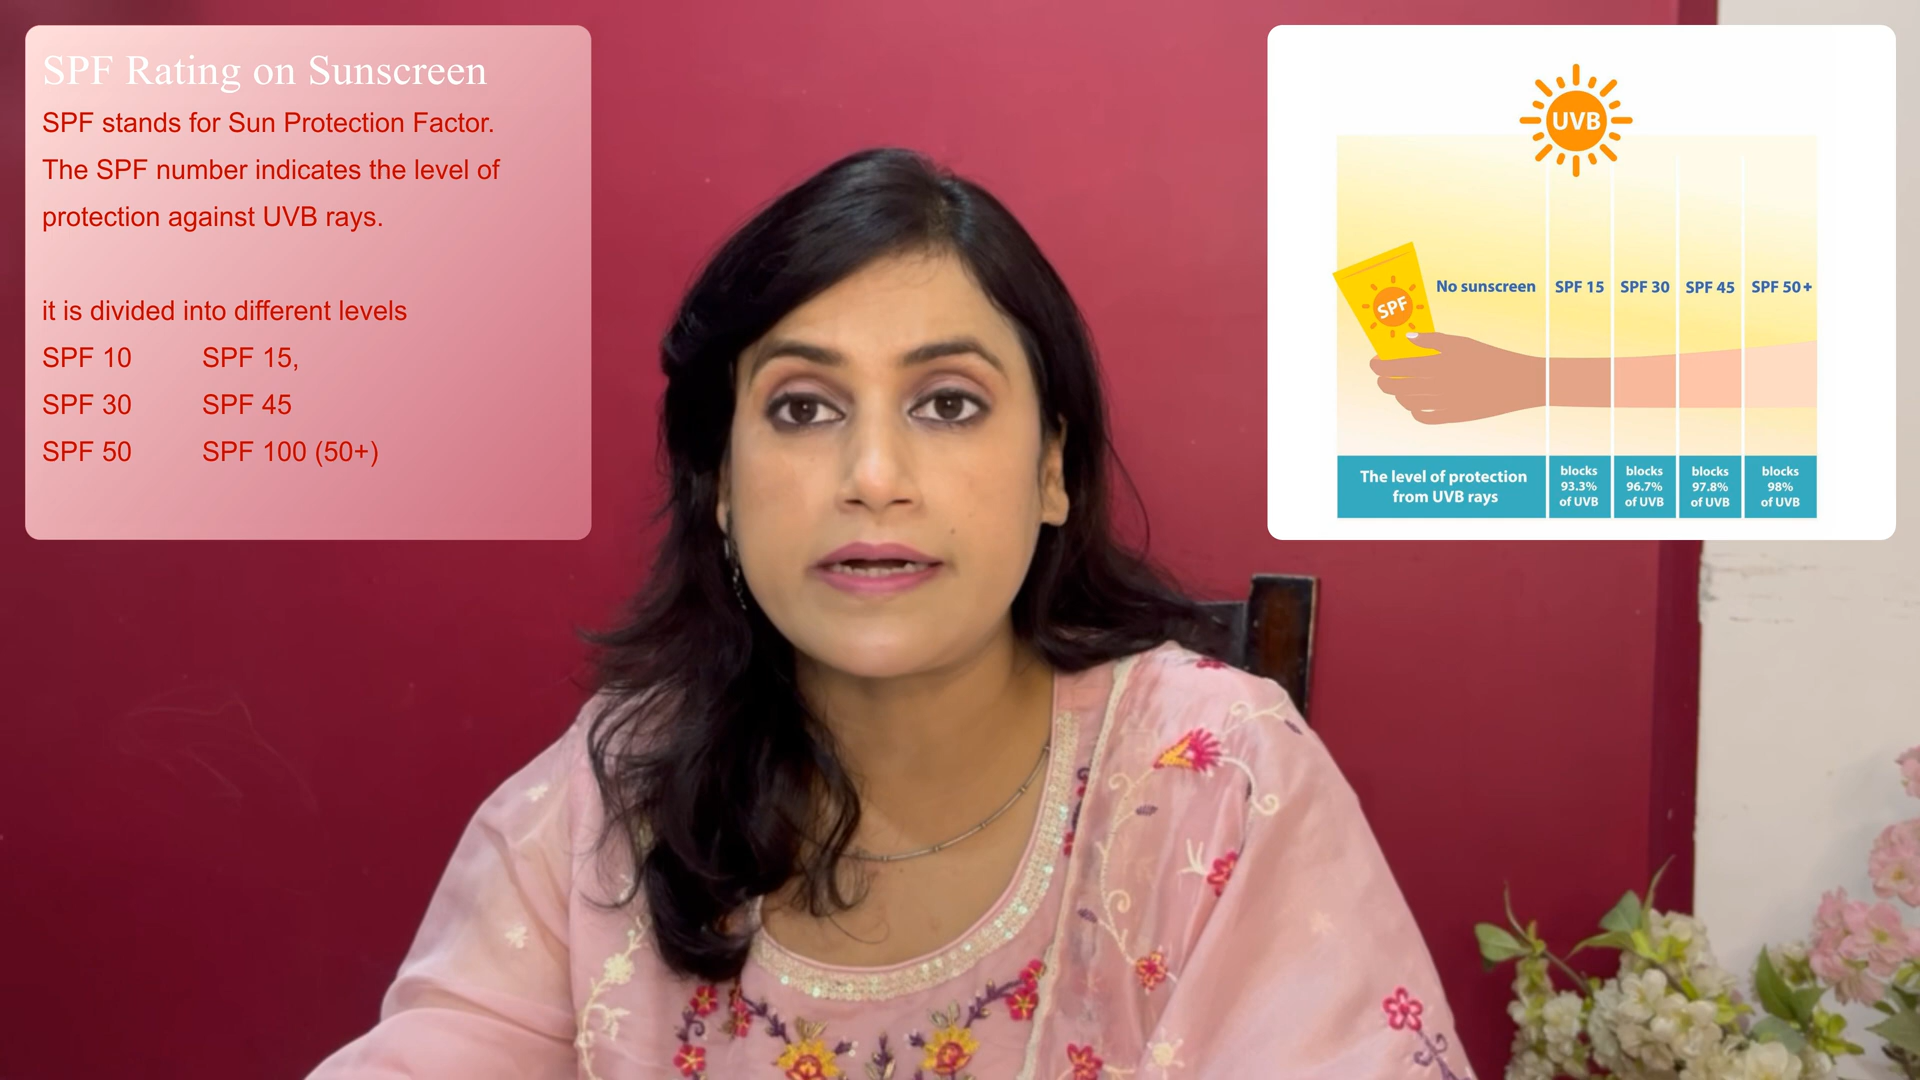 SPF Rating on Sunscreen
SPF stands for Sun Protection Factor.
The SPF number indicates the level of
protection against UVB rays.
it is divided into different levels
SPF 10 SPF 15,
SPF 30 SPF 45
SPF 50 SPF 100 (50+)
UVB
SPF
No sunscreen SPF 15 SPF 30 SPF 45 SPF 50+
The level of protection
from UVB rays
blocks
93.3%
of UVB
blocks
96.7%
of UVB
blocks
97.8%
of UVB
blocks
98%
of UVB